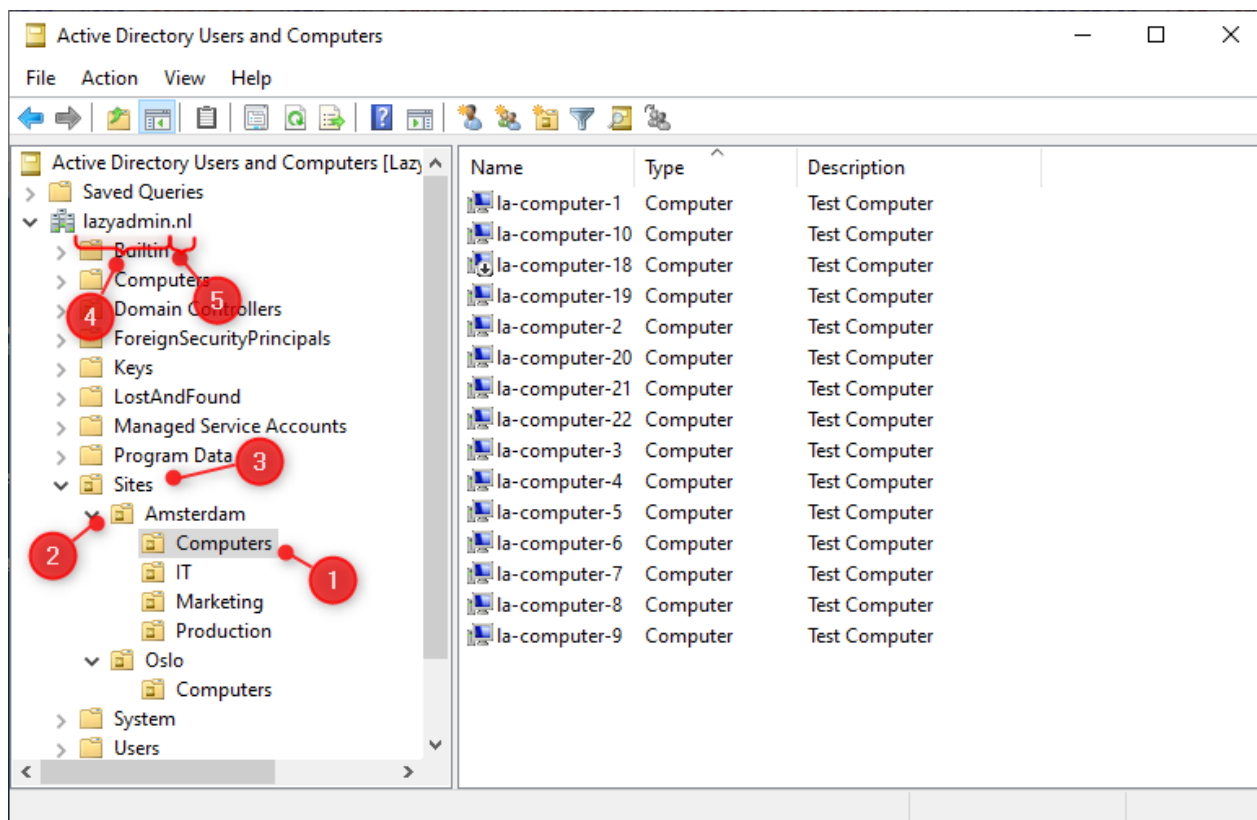 Active Directory Users and Computers
File Action View Help
Active Directory Users and Computers [Lazy
Saved Queries
lazyadmin.nl
Builtin
Computers
5
4
Domain Controllers
ForeignSecurityPrincipals
Keys
LostAndFound
Managed Service Accounts
Program Data
3
Sites
Amsterdam
2
Computers
1
IT
Marketing
Production
Oslo
Computers
System
Users
Name Type Description
la-computer-1 Computer Test Computer
la-computer-10 Computer Test Computer
la-computer-18 Computer Test Computer
la-computer-19 Computer Test Computer
la-computer-2 Computer Test Computer
la-computer-20 Computer Test Computer
la-computer-21 Computer Test Computer
la-computer-22 Computer Test Computer
la-computer-3 Computer Test Computer
la-computer-4 Computer Test Computer
la-computer-5 Computer Test Computer
la-computer-6 Computer Test Computer
la-computer-7 Computer Test Computer
la-computer-8 Computer Test Computer
la-computer-9 Computer Test Computer